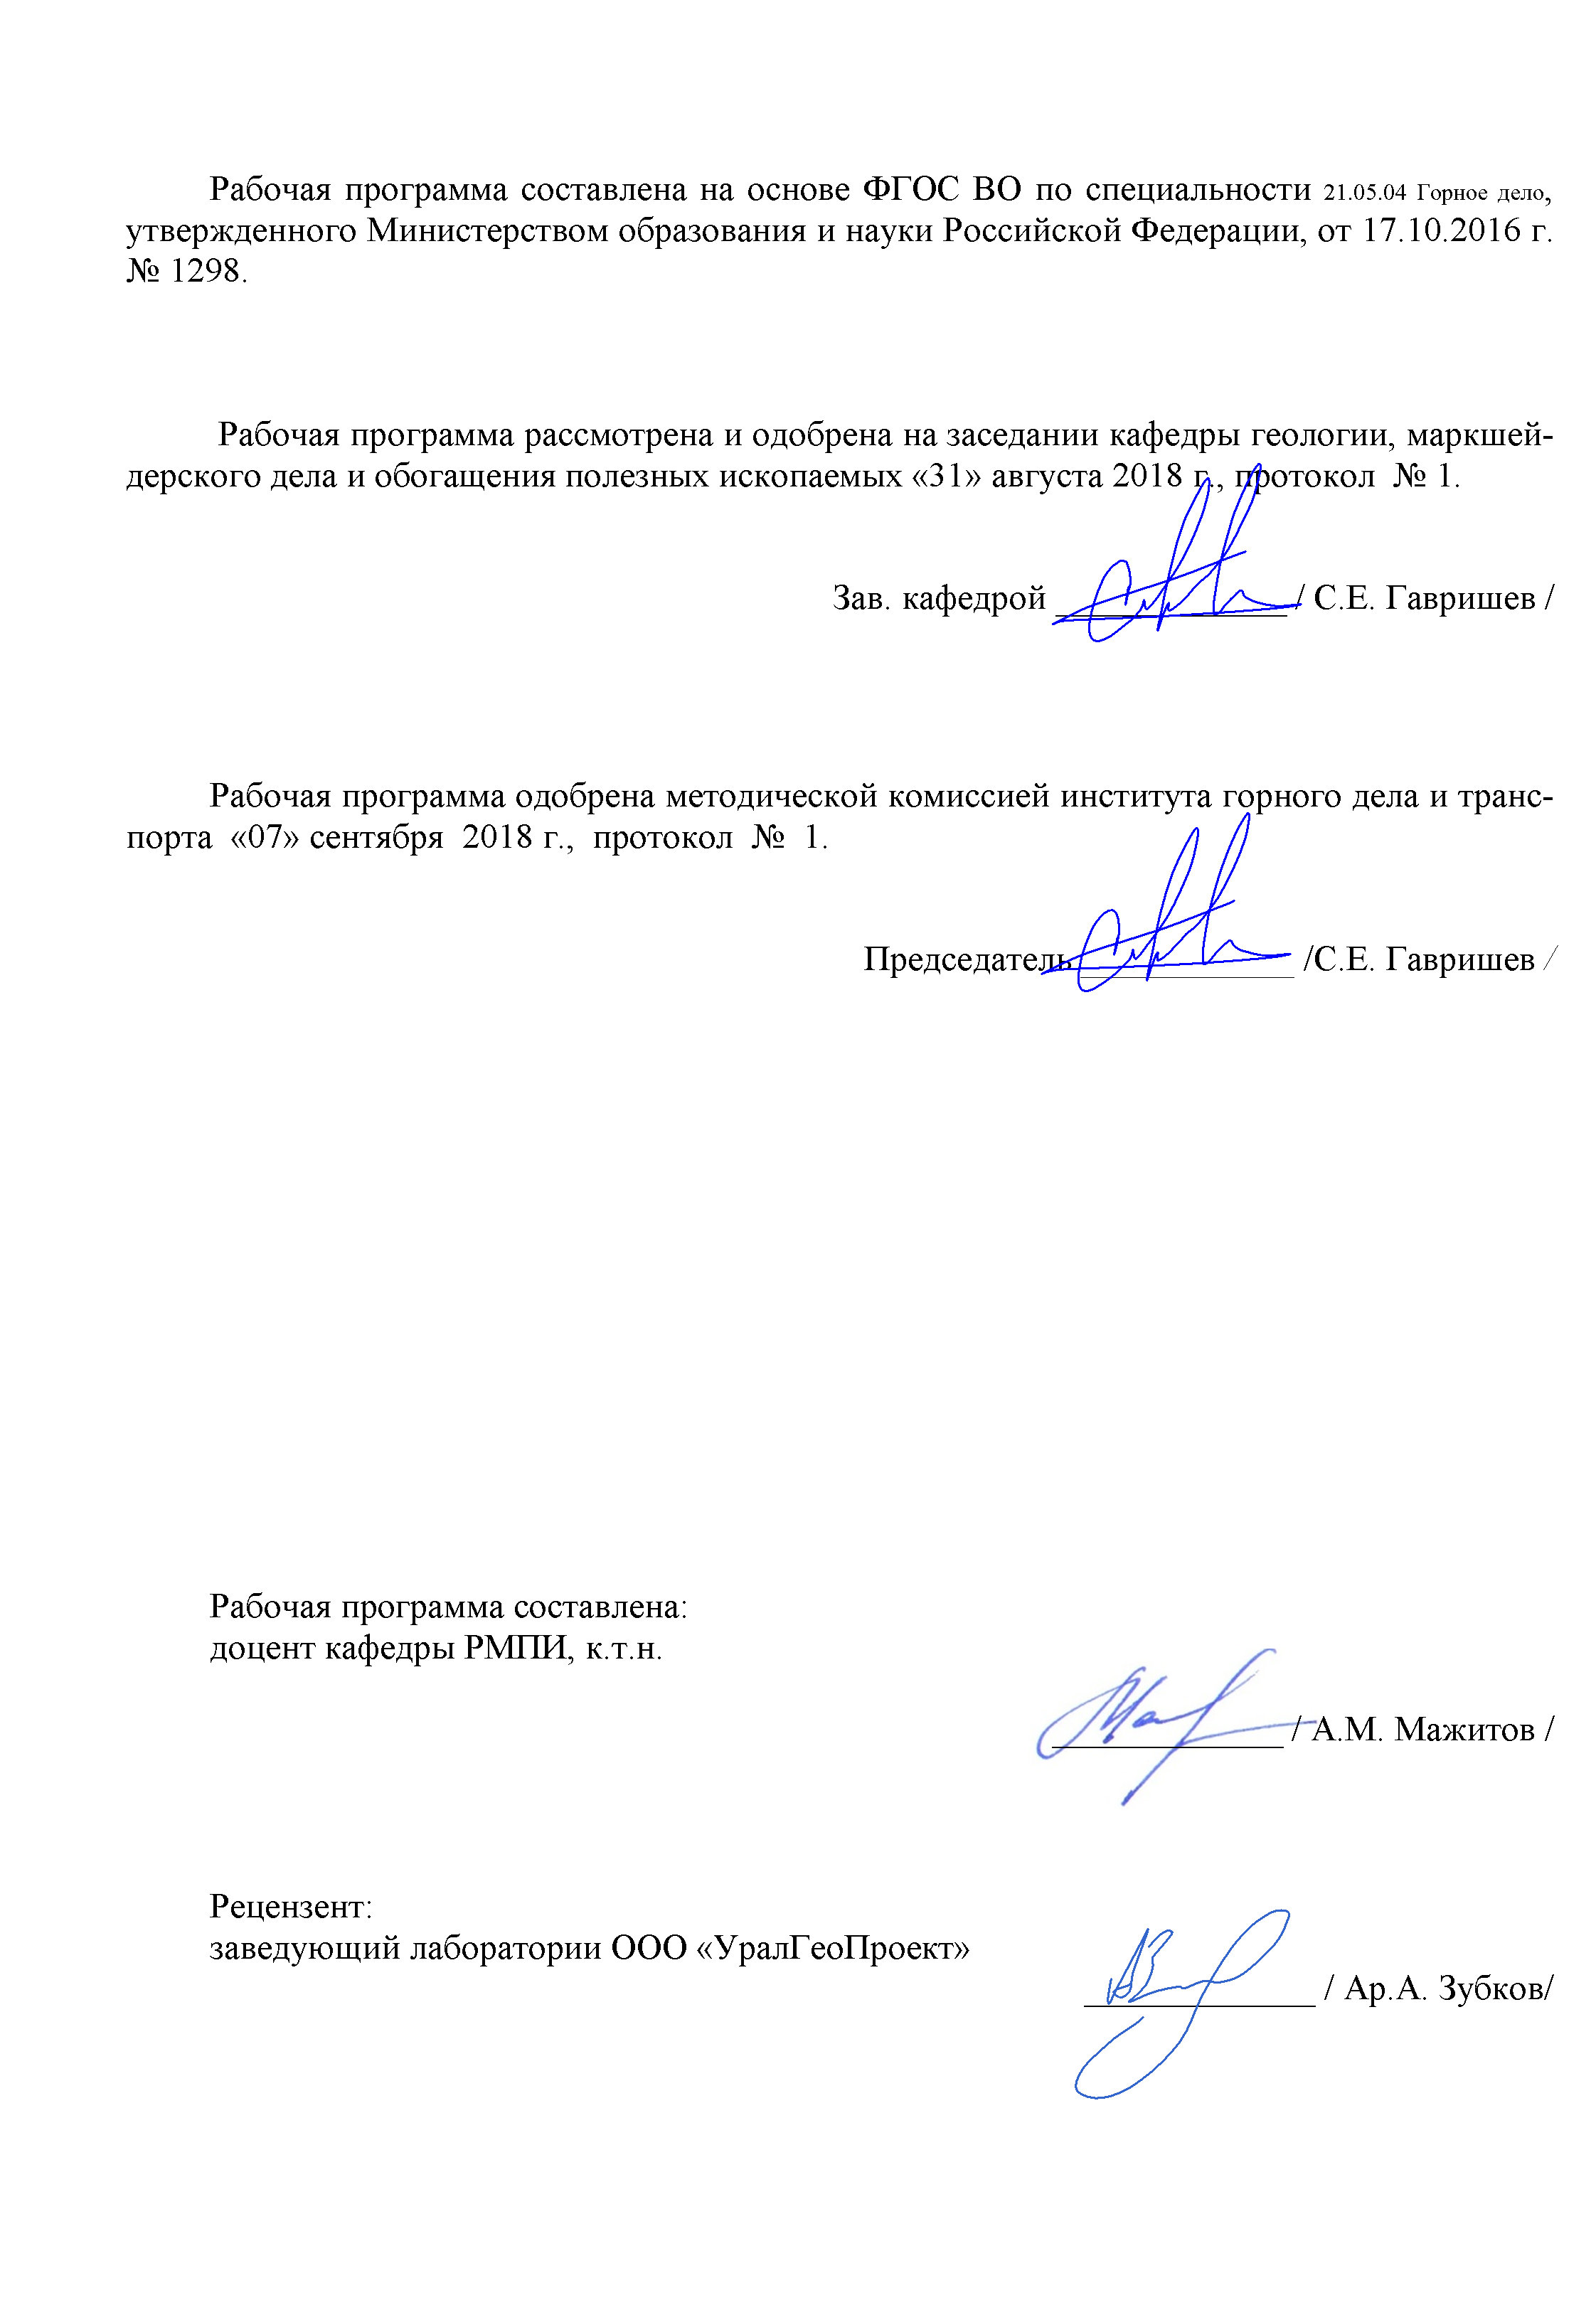 Рабочая программа составлена на основе ФГОС ВО по специальности 21.05.04 Горное дело,
утвержденного Министерством образования и науки Российской Федерации, от 17.10.2016 г.
№ 1298.
Рабочая программа рассмотрена и одобрена на заседании кафедры геологии, маркшей-
дерского дела и обогащения полезных ископаемых «31» августа 2018 г., протокол № 1.
Зав. кафедрой ______________ / С.Е. Гавришев /
Рабочая программа одобрена методической комиссией института горного дела и транс-
порта «07» сентября 2018 г., протокол № 1.
Председатель ______________ /С.Е. Гавришев /
Рабочая программа составлена:
доцент кафедры РМПИ, к.т.н.
______________ / А.М. Мажитов /
Рецензент:
заведующий лаборатории ООО «УралГеоПроект»
______________ / Ар.А. Зубков/